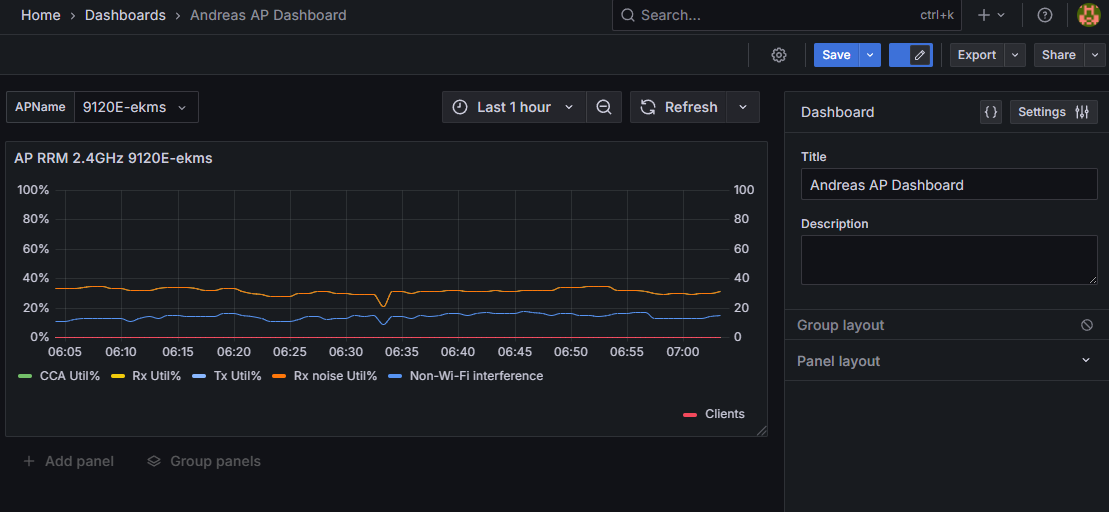 Home > Dashboards > Andreas AP Dashboard
Search... ctrl+k
Save Export Share
APName 9120E-ekms Last 1 hour Refresh
Dashboard { } Settings
Title
Andreas AP Dashboard
Description
Group layout
Panel layout
AP RRM 2.4GHz 9120E-ekms
100% 100
80% 80
60% 60
40% 40
20% 20
0% 0
06:05 06:10 06:15 06:20 06:25 06:30 06:35 06:40 06:45 06:50 06:55 07:00
CCA Util% Rx Util% Tx Util% Rx noise Util% Non-Wi-Fi interference
Clients
Add panel Group panels